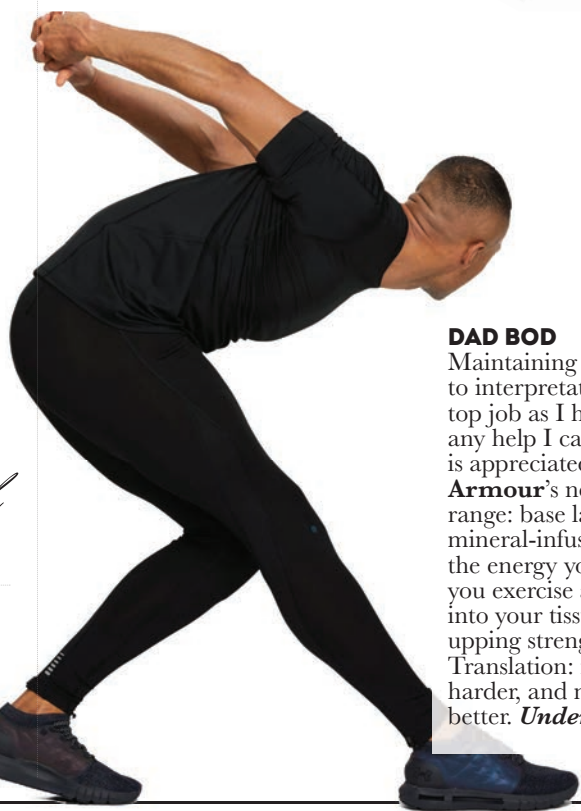 DAD BOD
Maintaining
to interpretat
top job as I h
any help I ca
is appreciated
Armour's ne
range: base la
mineral-infus
the energy yo
you exercise
into your tiss
upping streng
Translation:
harder, and n
better. Unde